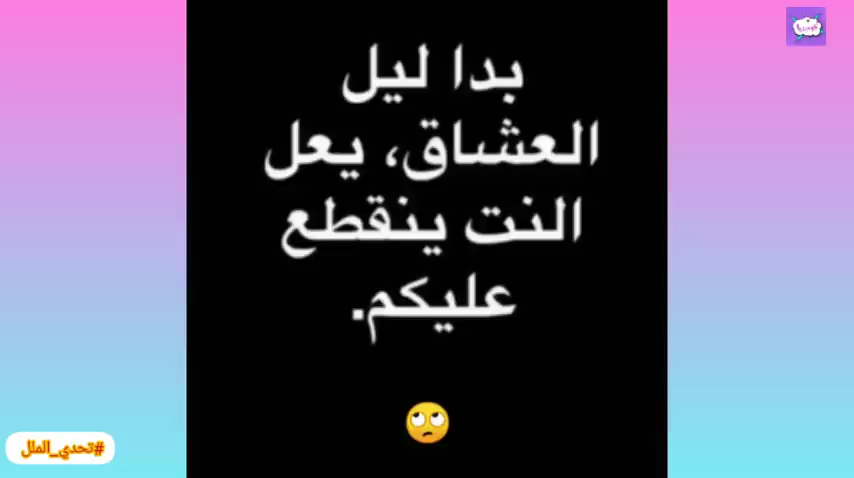 بدا ليل
العشاق، يعل
النت ينقطع
عليكم.
#تحدي_الملل